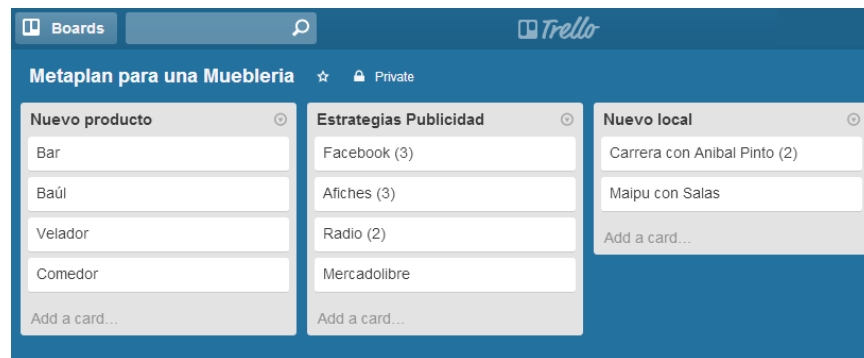 Boards
Trello
Metaplan para una Muebleria
Private
Nuevo producto
Bar
Baúl
Velador
Comedor
Add a card...
Estrategias Publicidad
Facebook (3)
Afiches (3)
Radio (2)
Mercadolibre
Add a card...
Nuevo local
Carrera con Anibal Pinto (2)
Maipu con Salas
Add a card...